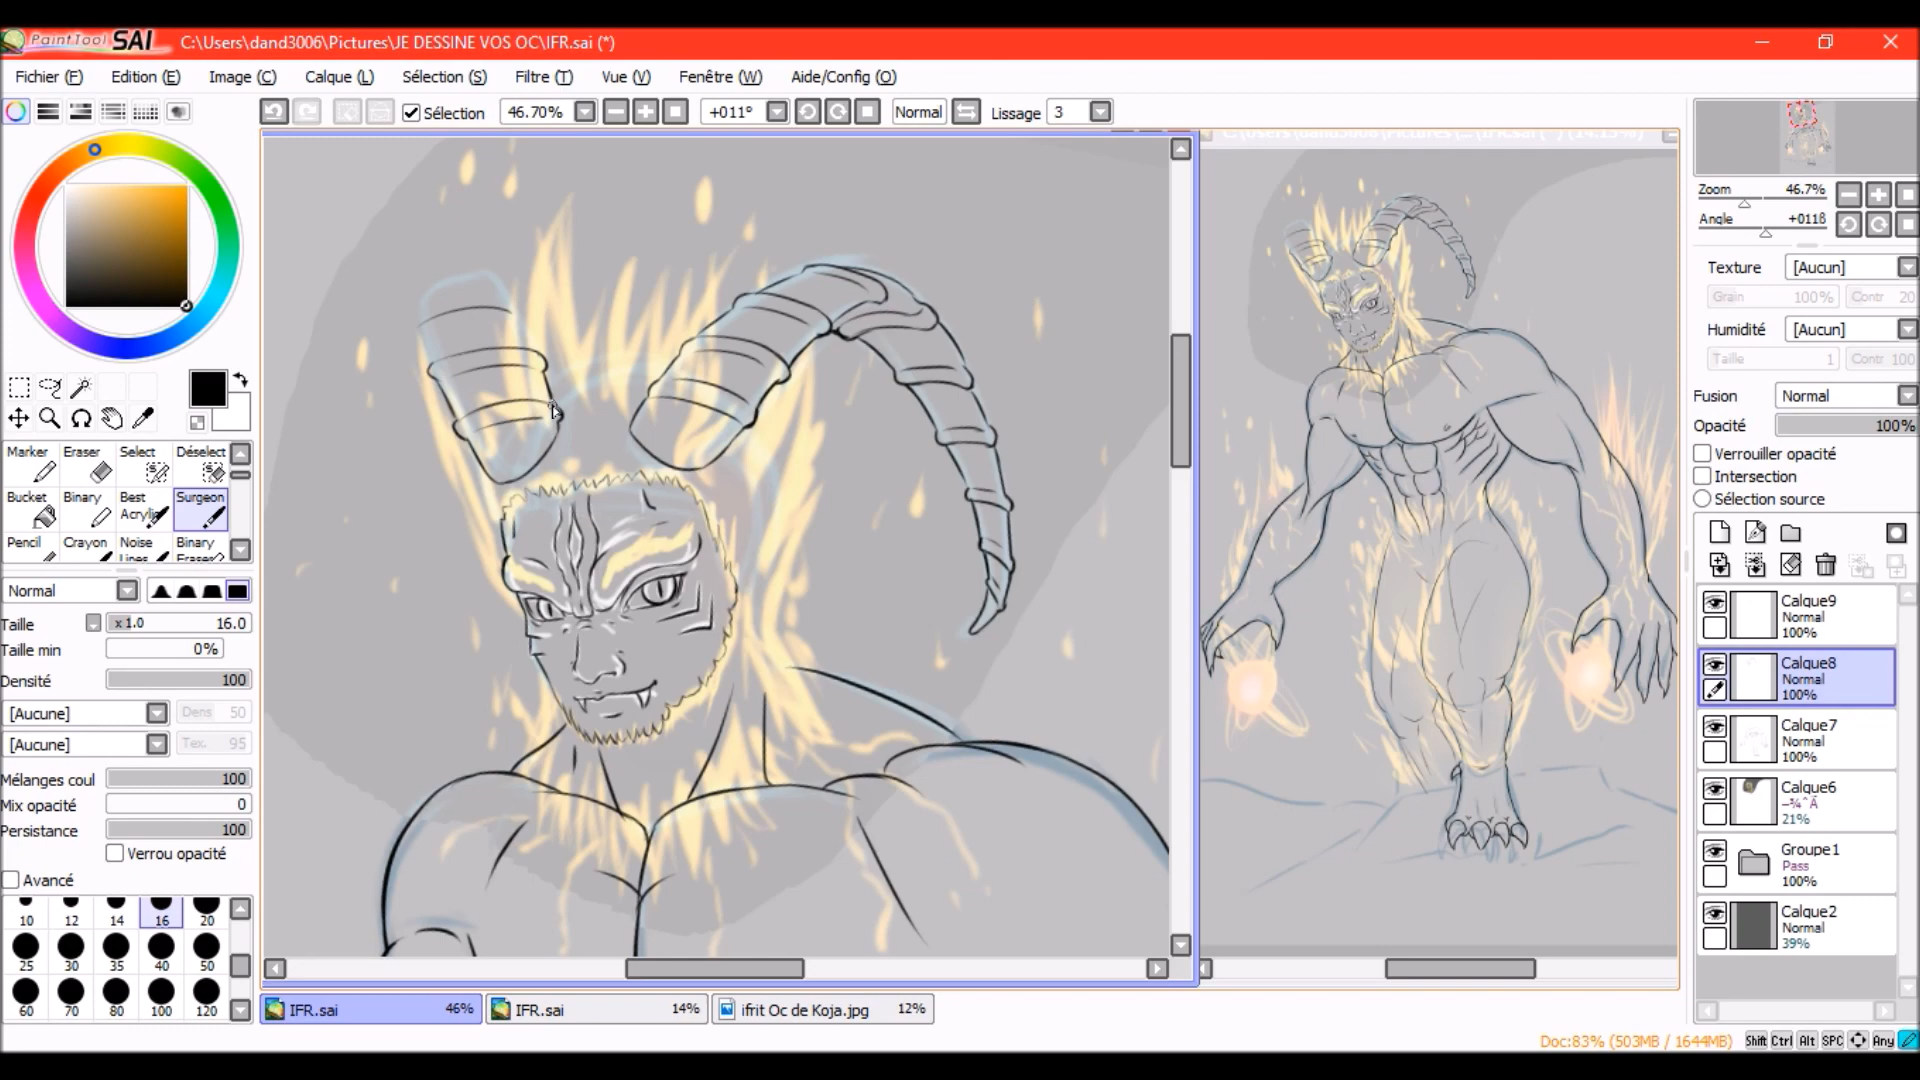 PaintTool SAI C:\Users\dand3006\Pictures\JE DESSINE VOS OC\IFR.sai (*)
Fichier (F) Edition (E) Image (C) Calque (L) Sélection (S) Filtre (T) Vue (V) Fenêtre (W) Aide/Config (O)
Sélection 46.70% +011° Normal Lissage 3
Zoom 46.7%
Angle +011ß
Texture [Aucun]
Grain 100% Contr 20
Humidité [Aucun]
Taille 1 Contr 100
Fusion Normal
Opacité 100%
Verrouiller opacité
Intersection
Sélection source
Marker Eraser Select Déselect
Bucket Binary Best Acrylic Surgeon
Pencil Crayon Noise Lines Binary Eraser
Normal
Taille x 1.0 16.0
Taille min 0%
Densité 100
[Aucune] Dens 50
[Aucune] Tex. 95
Mélanges coul 100
Mix opacité 0
Persistance 100
Verrou opacité
Avancé
10 12 14 16 20
25 30 35 40 50
60 70 80 100 120
Calque9
Normal
100%
Calque8
Normal
100%
Calque7
Normal
100%
Calque6
21%
Groupe1
Pass
100%
Calque2
Normal
39%
IFR.sai 46% IFR.sai 14% ifrit Oc de Koja.jpg 12%
Doc:83% (503MB / 1644MB) Shift Ctrl Alt SPC Any